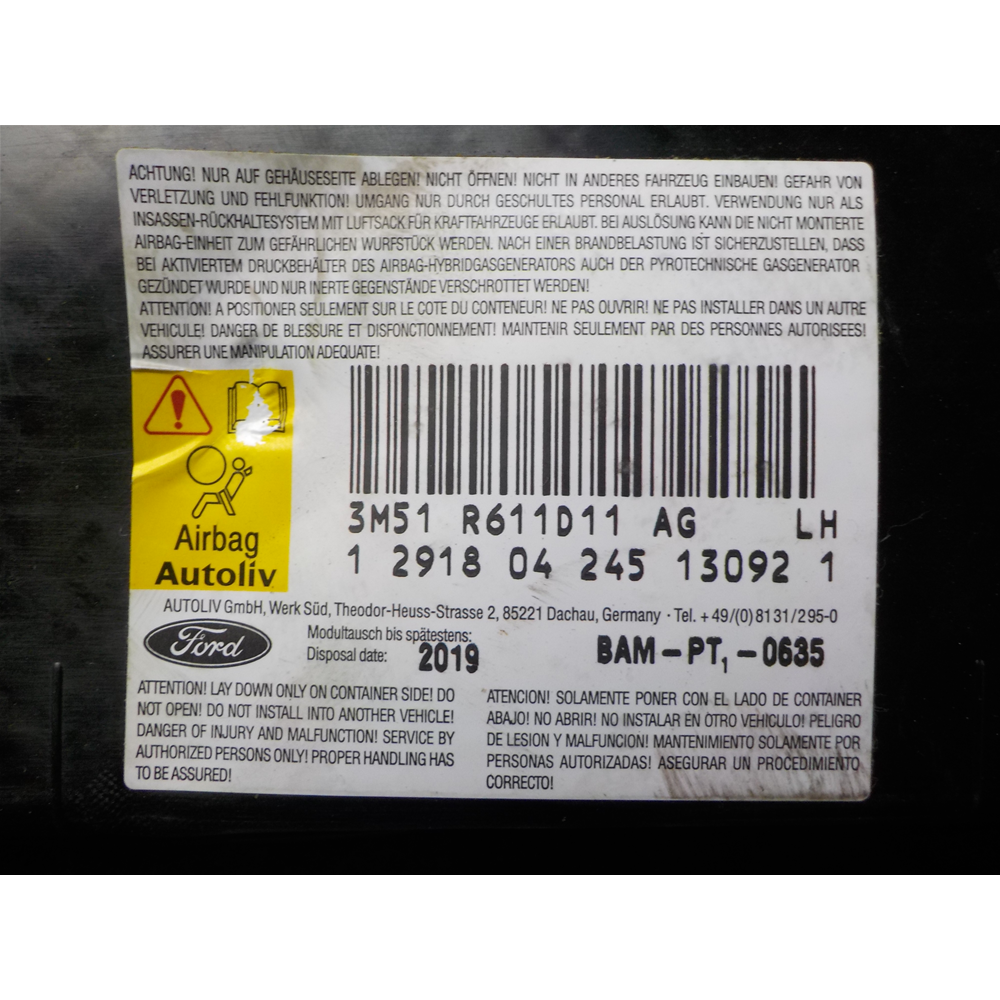 ACHTUNG! NUR AUF GEHÄUSESEITE ABLEGEN! NICHT ÖFFNEN! NICHT IN ANDERES FAHRZEUG EINBAUEN! GEFAHR VON
VERLETZUNG UND FEHLFUNKTION! UMGANG NUR DURCH GESCHULTES PERSONAL ERLAUBT. VERWENDUNG NUR ALS
INSASSEN-RÜCKHALTESYSTEM MIT LUFTSACK FÜR KRAFTFAHRZEUGE ERLAUBT. BEI AUSLÖSUNG KANN DIE NICHT MONTIERTE
AIRBAG-EINHEIT ZUM GEFÄHRLICHEN WURFSTÜCK WERDEN. NACH EINER BRANDBELASTUNG IST SICHERZUSTELLEN, DASS
BEI AKTIVIERTEM DRUCKBEHÄLTER DES AIRBAG-HYBRIDGASGENERATORS AUCH DER PYROTECHNISCHE GASGENERATOR
GEZÜNDET WURDE UND NUR INERTE GEGENSTÄNDE VERSCHROTTET WERDEN!
ATTENTION! A POSITIONER SEULEMENT SUR LE COTE DU CONTENEUR! NE PAS OUVRIR! NE PAS INSTALLER DANS UN AUTRE
VEHICULE! DANGER DE BLESSURE ET DISFONCTIONNEMENT! MAINTENIR SEULEMENT PAR DES PERSONNES AUTORISEES!
ASSURER UNE MANIPULATION ADEQUATE!
Airbag
Autoliv
3M51 R611D11 AG LH
1 2918 04 245 13092 1
AUTOLIV GmbH, Werk Süd, Theodor-Heuss-Strasse 2, 85221 Dachau, Germany · Tel. +49/(0)8131/295-0
Ford
Modultausch bis spätestens:
Disposal date: 2019
BAM-PT₁-0635
ATTENTION! LAY DOWN ONLY ON CONTAINER SIDE! DO
NOT OPEN! DO NOT INSTALL INTO ANOTHER VEHICLE!
DANGER OF INJURY AND MALFUNCTION! SERVICE BY
AUTHORIZED PERSONS ONLY! PROPER HANDLING HAS
TO BE ASSURED!
ATENCION! SOLAMENTE PONER CON EL LADO DE CONTAINER
ABAJO! NO ABRIR! NO INSTALAR EN OTRO VEHICULO! PELIGRO
DE LESION Y MALFUNCION! MANTENIMIENTO SOLAMENTE POR
PERSONAS AUTORIZADAS! ASEGURAR UN PROCEDIMIENTO
CORRECTO!